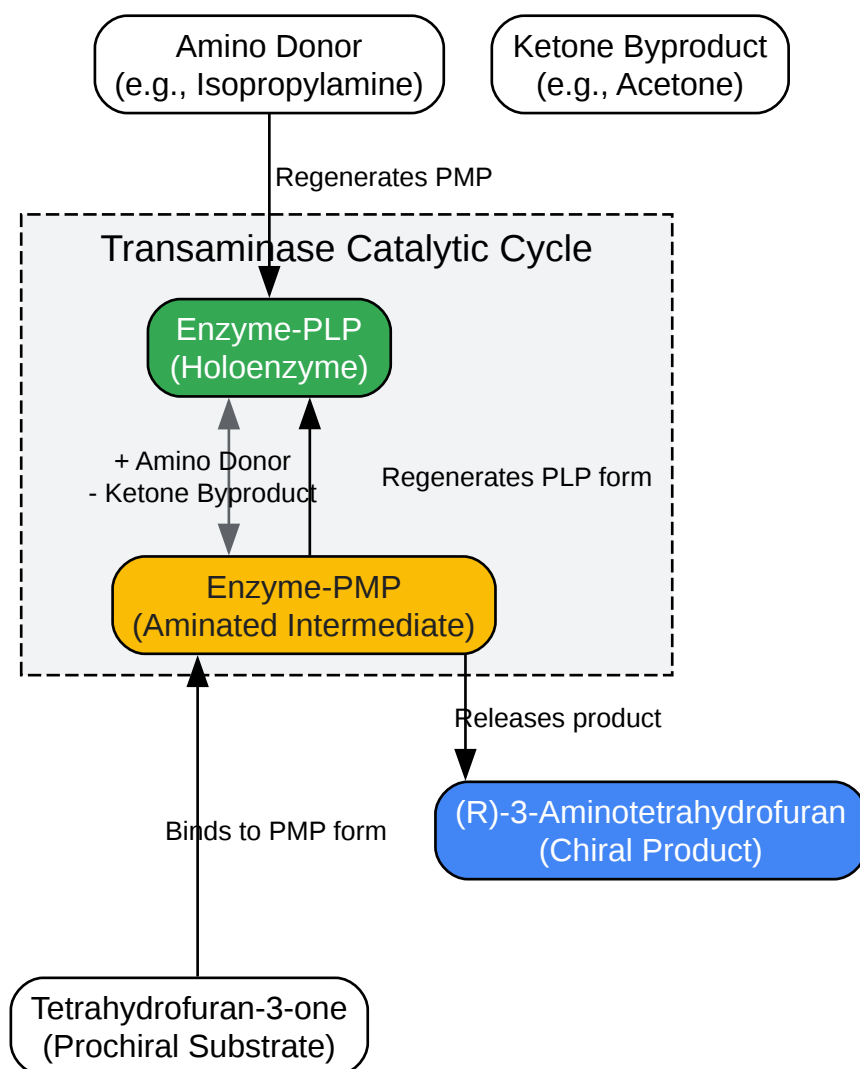 Amino Donor
(e.g., Isopropylamine)
Ketone Byproduct
(e.g., Acetone)
Regenerates PMP
Transaminase Catalytic Cycle
Enzyme-PLP
(Holoenzyme)
+ Amino Donor
- Ketone Byproduct
Regenerates PLP form
Enzyme-PMP
(Aminated Intermediate)
Releases product
(R)-3-Aminotetrahydrofuran
(Chiral Product)
Binds to PMP form
Tetrahydrofuran-3-one
(Prochiral Substrate)